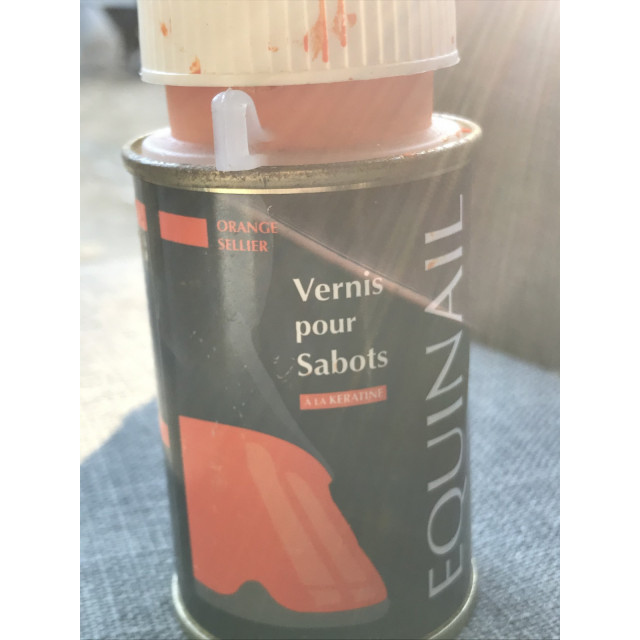 ORANGE
SELLIER
Vernis
pour
Sabots
À LA KERATINE
EQUINAIL